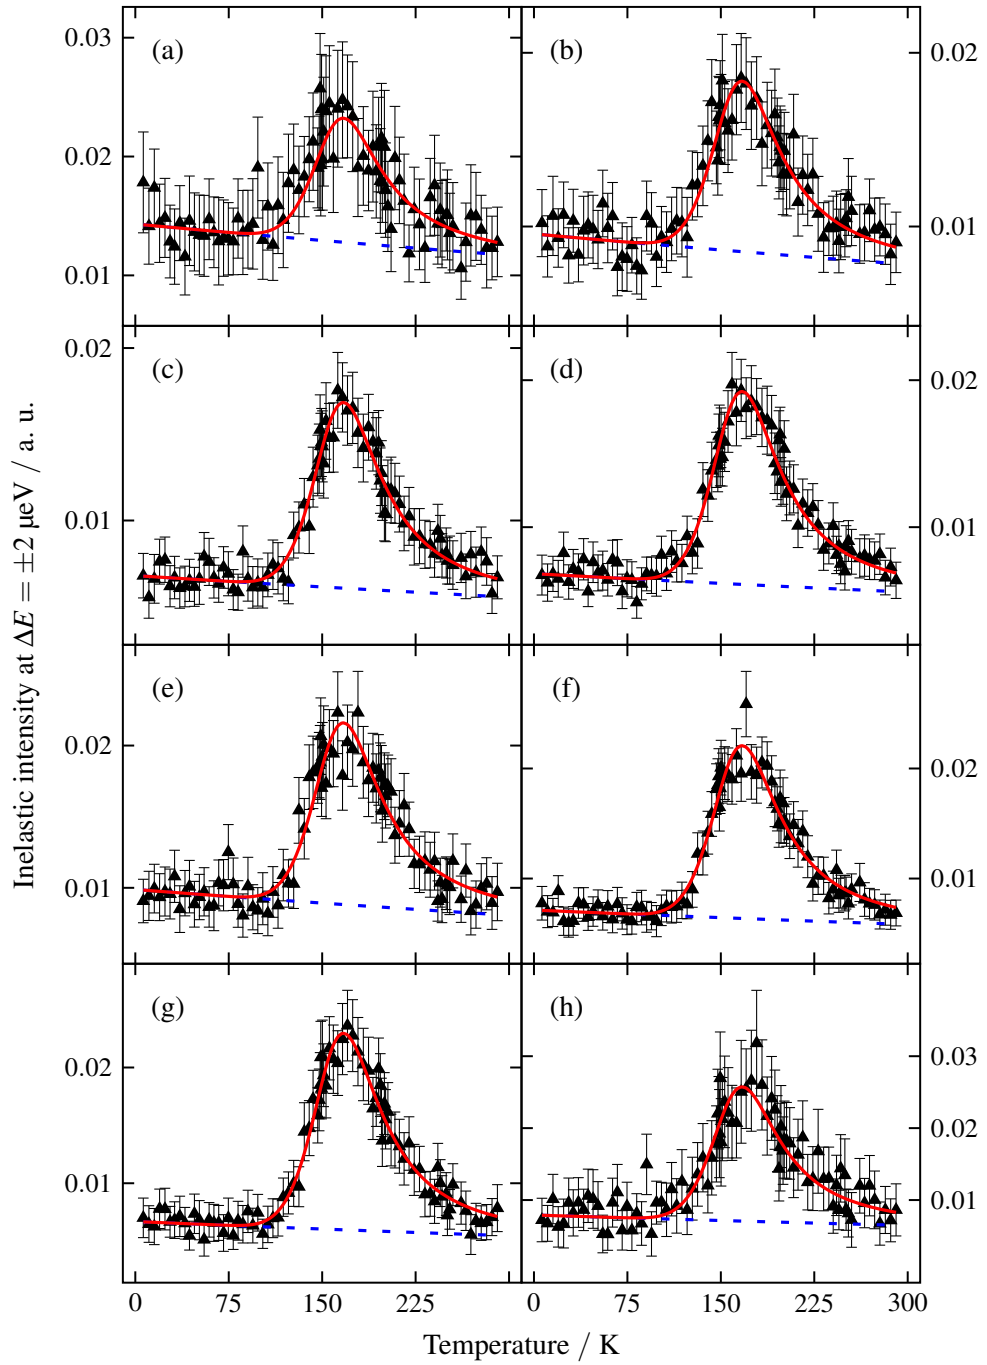 0.03
(a)
(b)
0.02
0.02
0.01
0.01
0.02
(c)
(d)
0.02
0.01
0.01
(e)
(f)
0.02
0.02
0.01
0.01
(g)
(h)
0.03
0.02
0.02
0.01
0.01
0 75 150 225 0 75 150 225 300
Temperature / K
Inelastic intensity at ΔE = ±2 μeV / a. u.